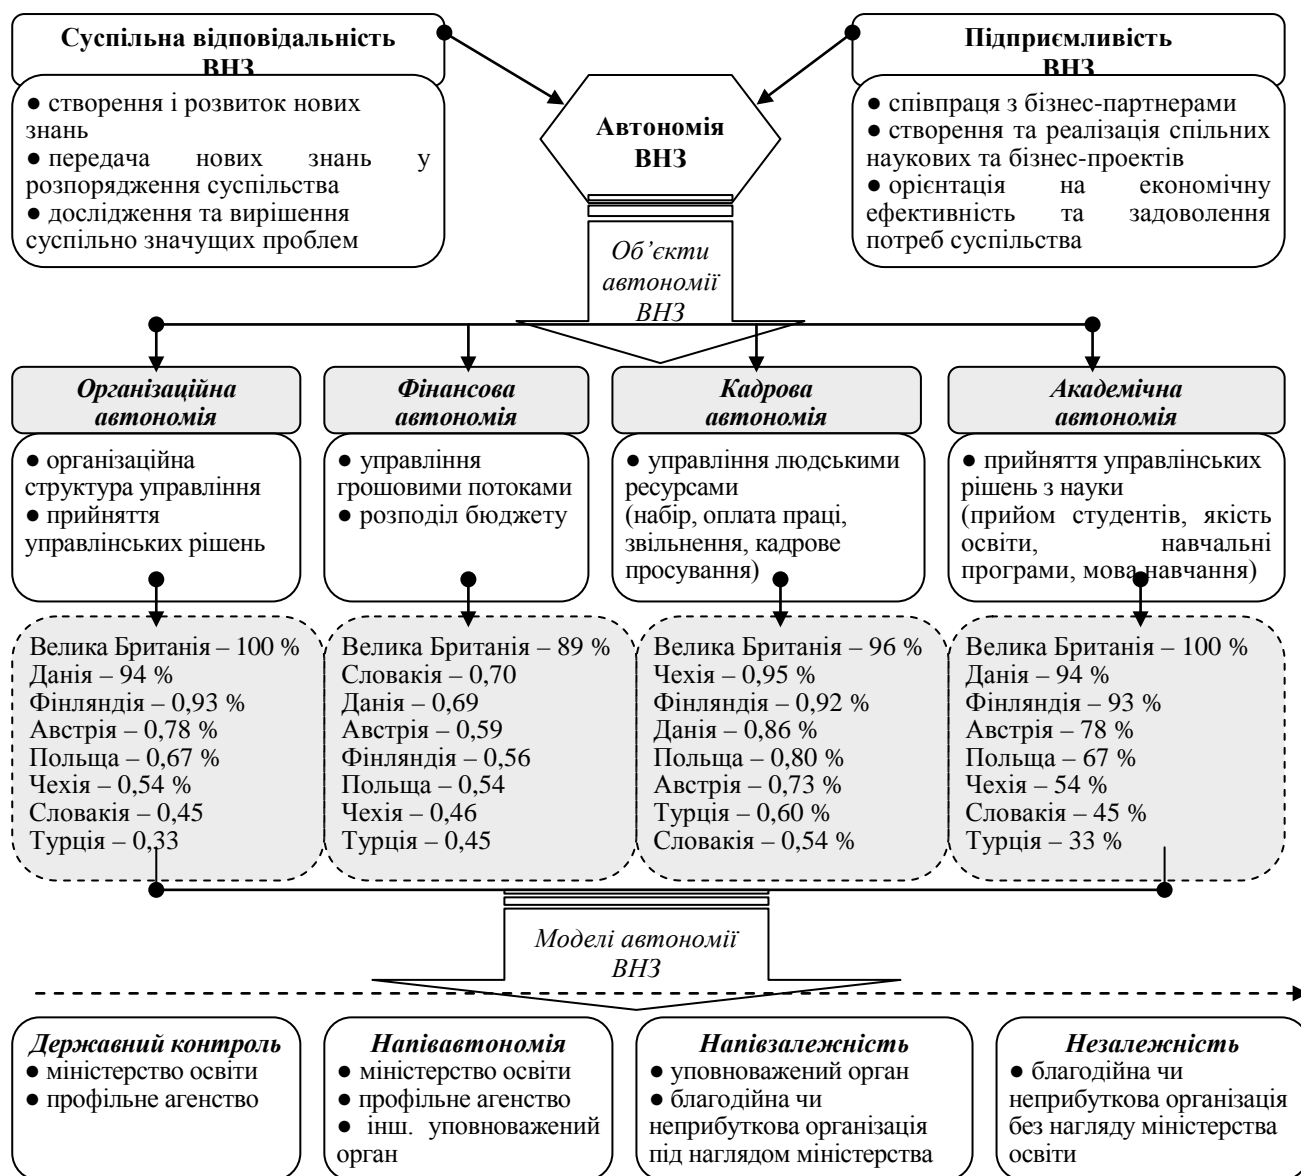 Суспільна відповідальність
ВНЗ
● створення і розвиток нових
знань
● передача нових знань у
розпорядження суспільства
● дослідження та вирішення
суспільно значущих проблем
Автономія
ВНЗ
Підприємливість
ВНЗ
● співпраця з бізнес-партнерами
● створення та реалізація спільних
наукових та бізнес-проектів
● орієнтація на економічну
ефективність та задоволення
потреб суспільства
Об’єкти
автономії
ВНЗ
Організаційна
автономія
● організаційна
структура управління
● прийняття
управлінських рішень
Фінансова
автономія
● управління
грошовими потоками
● розподіл бюджету
Кадрова
автономія
● управління людськими
ресурсами
(набір, оплата праці,
звільнення, кадрове
просування)
Академічна
автономія
● прийняття управлінських
рішень з науки
(прийом студентів, якість
освіти, навчальні
програми, мова навчання)
Велика Британія – 100 %
Данія – 94 %
Фінляндія – 0,93 %
Австрія – 0,78 %
Польща – 0,67 %
Чехія – 0,54 %
Словакія – 0,45
Турція – 0,33
Велика Британія – 89 %
Словакія – 0,70
Данія – 0,69
Австрія – 0,59
Фінляндія – 0,56
Польща – 0,54
Чехія – 0,46
Турція – 0,45
Велика Британія – 96 %
Чехія – 0,95 %
Фінляндія – 0,92 %
Данія – 0,86 %
Польща – 0,80 %
Австрія – 0,73 %
Турція – 0,60 %
Словакія – 0,54 %
Велика Британія – 100 %
Данія – 94 %
Фінляндія – 93 %
Австрія – 78 %
Польща – 67 %
Чехія – 54 %
Словакія – 45 %
Турція – 33 %
Моделі автономії
ВНЗ
Державний контроль
● міністерство освіти
● профільне агенство
Напівавтономія
● міністерство освіти
● профільне агенство
● інш. уповноважений
орган
Напівзалежність
● уповноважений орган
● благодійна чи
неприбуткова організація
під наглядом міністерства
Незалежність
● благодійна чи
неприбуткова організація
без нагляду міністерства
освіти